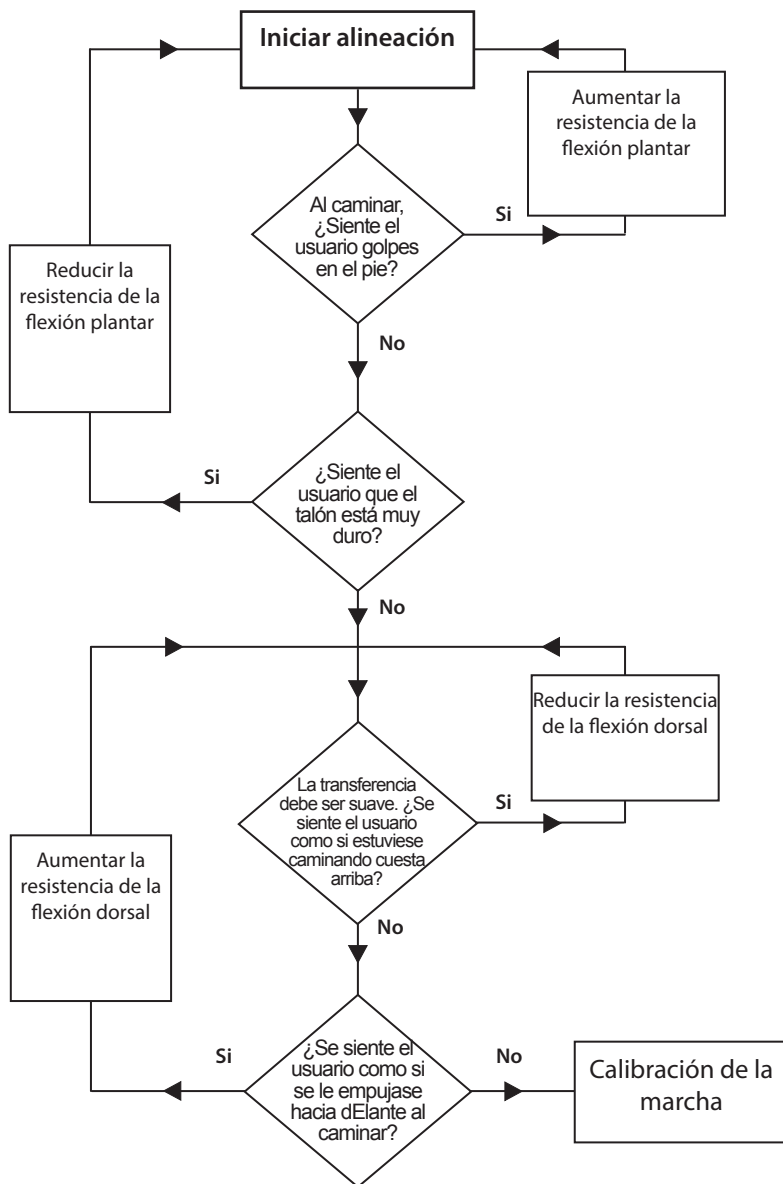 Iniciar alineación
Aumentar la
resistencia de la
flexión plantar
Al caminar,
¿Siente el
usuario golpes
en el pie?
Si
Reducir la
resistencia de la
flexión plantar
No
¿Siente el
usuario que el
talón está muy
duro?
Si
No
Reducir la resistencia
de la flexión dorsal
La transferencia
debe ser suave. ¿Se
siente el usuario
como si estuviese
caminando cuesta
arriba?
Si
Aumentar la
resistencia de la
flexión dorsal
No
¿Se siente el
usuario como si
se le empujase
hacia dElante al
caminar?
Si
No
Calibración de la
marcha